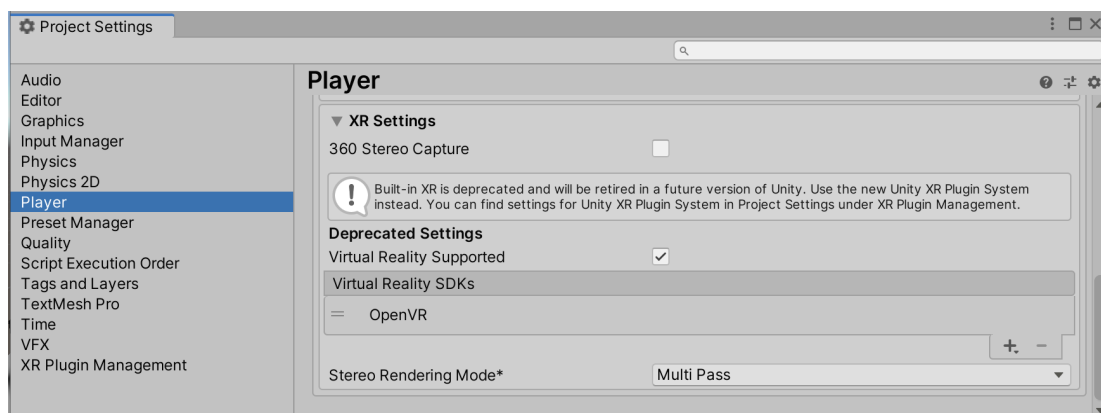 Project Settings
Audio
Editor
Graphics
Input Manager
Physics
Physics 2D
Player
Preset Manager
Quality
Script Execution Order
Tags and Layers
TextMesh Pro
Time
VFX
XR Plugin Management
Player
XR Settings
360 Stereo Capture
Built-in XR is deprecated and will be retired in a future version of Unity. Use the new Unity XR Plugin System
instead. You can find settings for Unity XR Plugin System in Project Settings under XR Plugin Management.
Deprecated Settings
Virtual Reality Supported
Virtual Reality SDKs
OpenVR
Stereo Rendering Mode*
Multi Pass